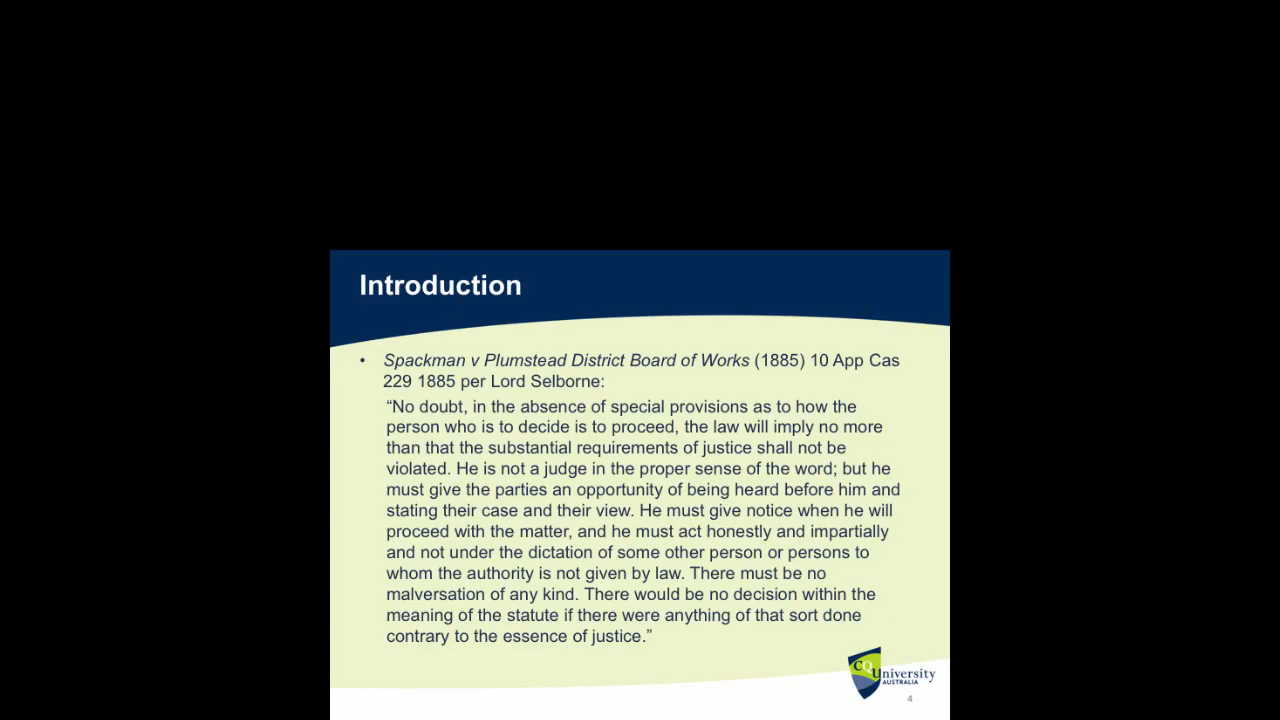 Introduction
• Spackman v Plumstead District Board of Works (1885) 10 App Cas
229 1885 per Lord Selborne:
“No doubt, in the absence of special provisions as to how the
person who is to decide is to proceed, the law will imply no more
than that the substantial requirements of justice shall not be
violated. He is not a judge in the proper sense of the word; but he
must give the parties an opportunity of being heard before him and
stating their case and their view. He must give notice when he will
proceed with the matter, and he must act honestly and impartially
and not under the dictation of some other person or persons to
whom the authority is not given by law. There must be no
malversation of any kind. There would be no decision within the
meaning of the statute if there were anything of that sort done
contrary to the essence of justice.”
CQUniversity
AUSTRALIA
4